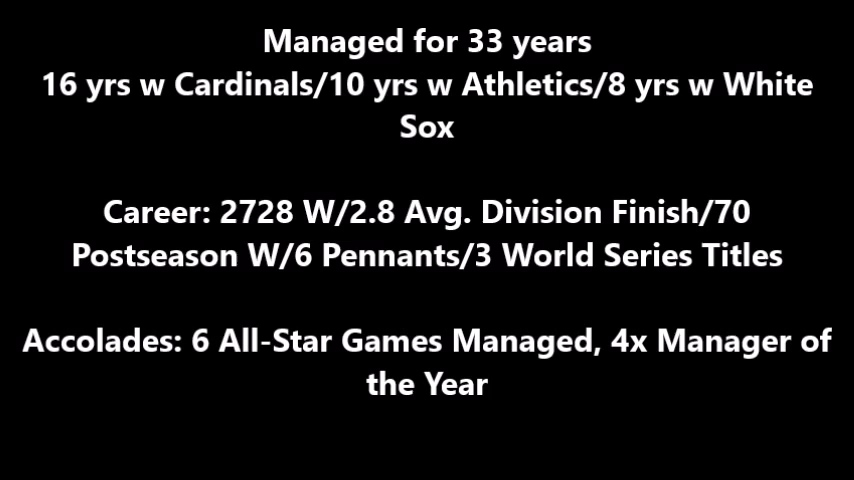 Managed for 33 years
16 yrs w Cardinals/10 yrs w Athletics/8 yrs w White
Sox
Career: 2728 W/2.8 Avg. Division Finish/70
Postseason W/6 Pennants/3 World Series Titles
Accolades: 6 All-Star Games Managed, 4x Manager of
the Year